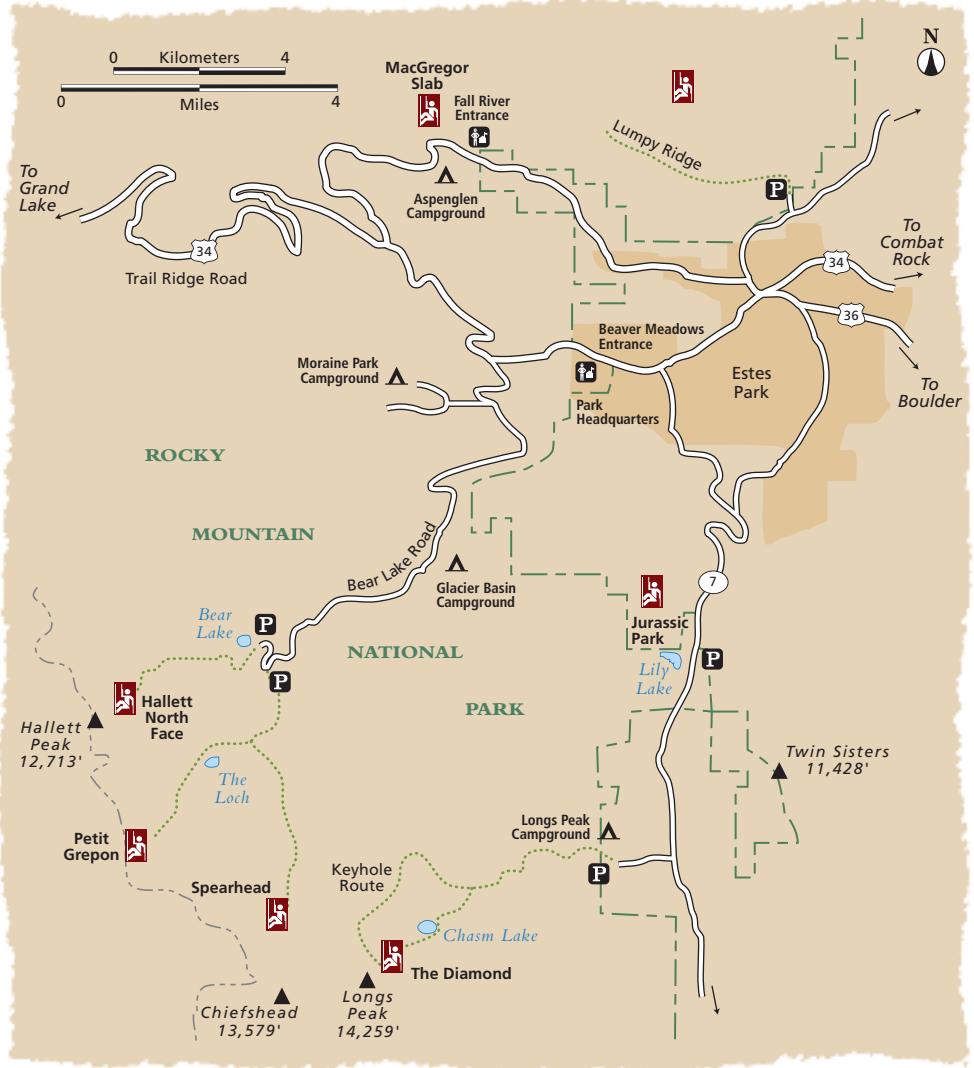 0 Kilometers 4
0 Miles 4
N
MacGregor
Slab
Fall River
Entrance
Lumpy Ridge
P
To
Grand
Lake
Aspenglen
Campground
34
Trail Ridge Road
To
Combat
Rock
34
36
Beaver Meadows
Entrance
Moraine Park
Campground
Estes
Park
To
Boulder
Park
Headquarters
ROCKY
MOUNTAIN
NATIONAL
PARK
Bear Lake Road
Glacier Basin
Campground
7
Bear
Lake
P
P
Jurassic
Park
Lily
Lake
P
Hallett
North
Face
Hallett
Peak
12,713'
The
Loch
Twin Sisters
11,428'
Petit
Grepon
Longs Peak
Campground
P
Spearhead
Keyhole
Route
Chasm Lake
The Diamond
Chiefshead
13,579'
Longs
Peak
14,259'